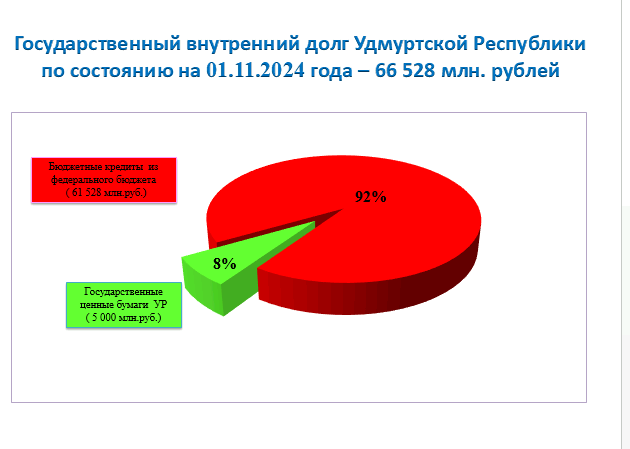 Государственный внутренний долг Удмуртской Республики
по состоянию на 01.11.2024 года – 66 528 млн. рублей
Бюджетные кредиты из
федерального бюджета
( 61 528 млн.руб.)
92%
8%
Государственные
ценные бумаги УР
( 5 000 млн.руб.)